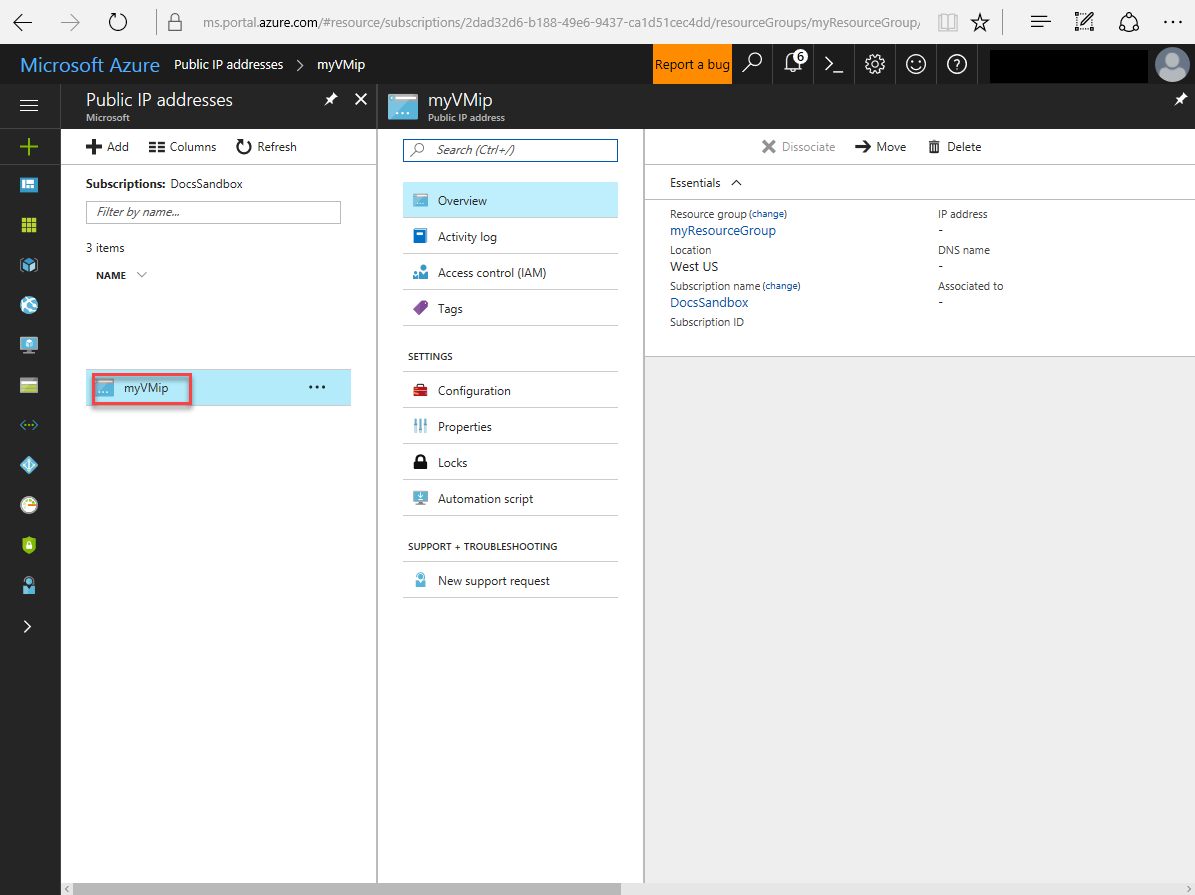 ms.portal.azure.com/#resource/subscriptions/2dad32d6-b188-49e6-9437-ca1d51cec4dd/resourceGroups/myResourceGroup/
Microsoft Azure Public IP addresses > myVMip
Report a bug
6
Public IP addresses
Microsoft
myVMip
Public IP address
Add Columns Refresh
Subscriptions: DocsSandbox
Filter by name...
3 items
NAME
myVMip
...
Search (Ctrl+/)
Overview
Activity log
Access control (IAM)
Tags
SETTINGS
Configuration
Properties
Locks
Automation script
SUPPORT + TROUBLESHOOTING
New support request
Dissociate Move Delete
Essentials
Resource group (change)
myResourceGroup
Location
West US
Subscription name (change)
DocsSandbox
Subscription ID
IP address
-
DNS name
-
Associated to
-